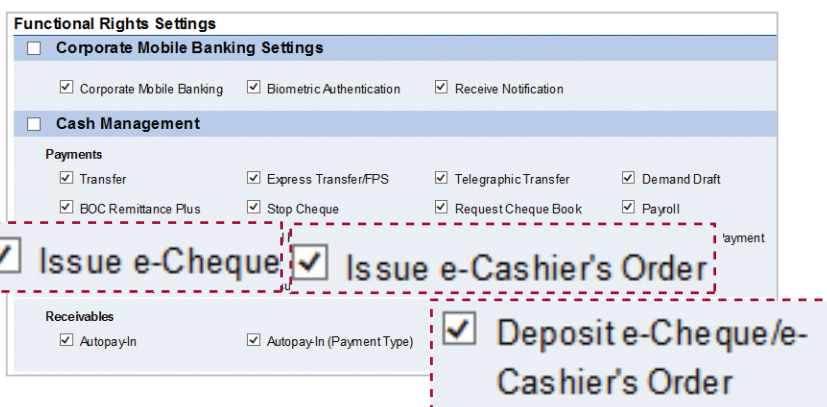 Functional Rights Settings
Corporate Mobile Banking Settings
Corporate Mobile Banking Biometric Authentication Receive Notification
Cash Management
Payments
Transfer Express Transfer/FPS Telegraphic Transfer Demand Draft
BOC Remittance Plus Stop Cheque Request Cheque Book Payroll
Issue e-Cheque Issue e-Cashier's Order
Receivables
Autopay-In Autopay-In (Payment Type) Deposit e-Cheque/e-
Cashier's Order